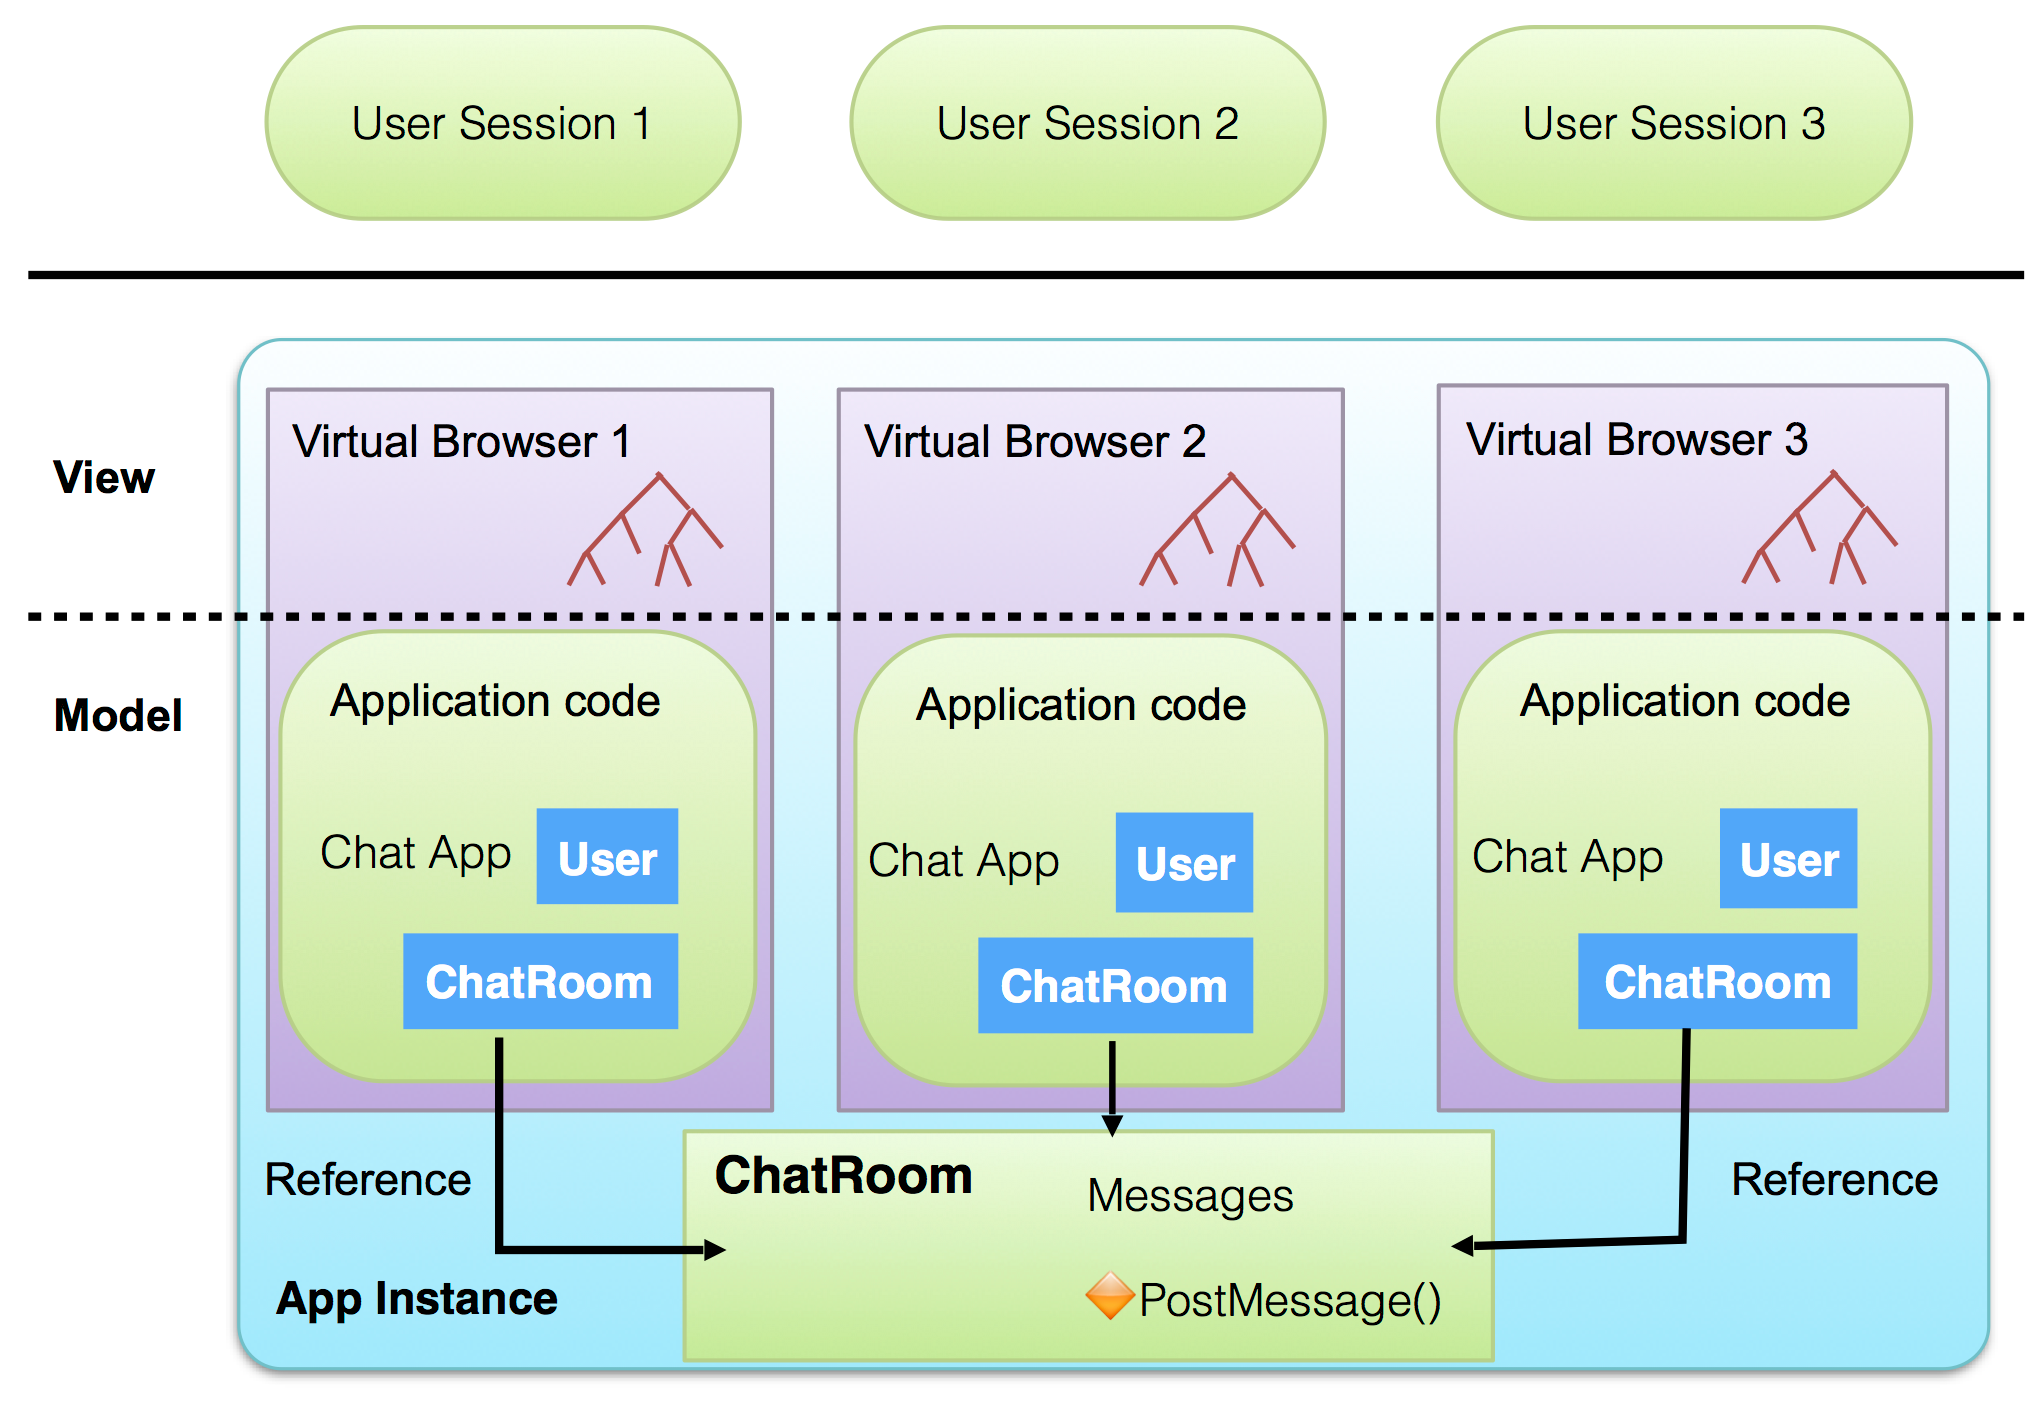 User Session 1
User Session 2
User Session 3
View
Virtual Browser 1
Virtual Browser 2
Virtual Browser 3
Model
Application code
Application code
Application code
Chat App
User
Chat App
User
Chat App
User
ChatRoom
ChatRoom
ChatRoom
Reference
ChatRoom
Messages
Reference
App Instance
PostMessage()